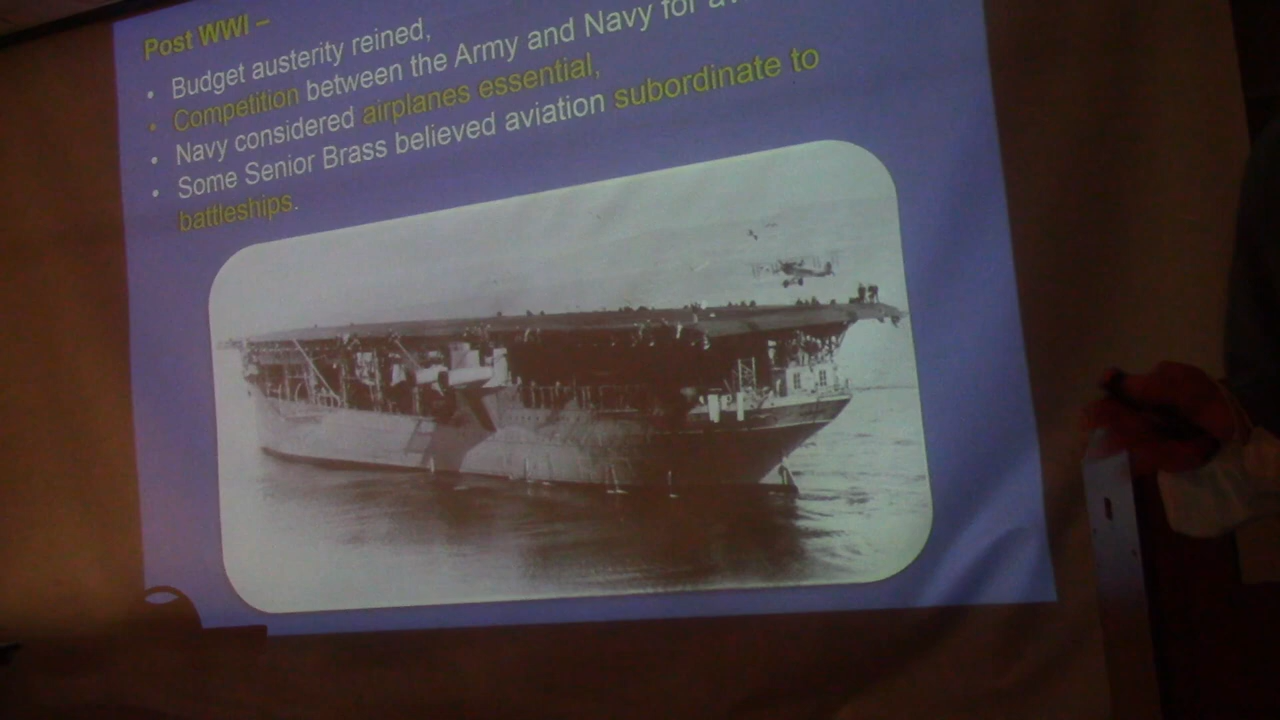 Post WWI –
• Budget austerity reined,
• Competition between the Army and Navy for
• Navy considered airplanes essential,
• Some Senior Brass believed aviation subordinate to
battleships.